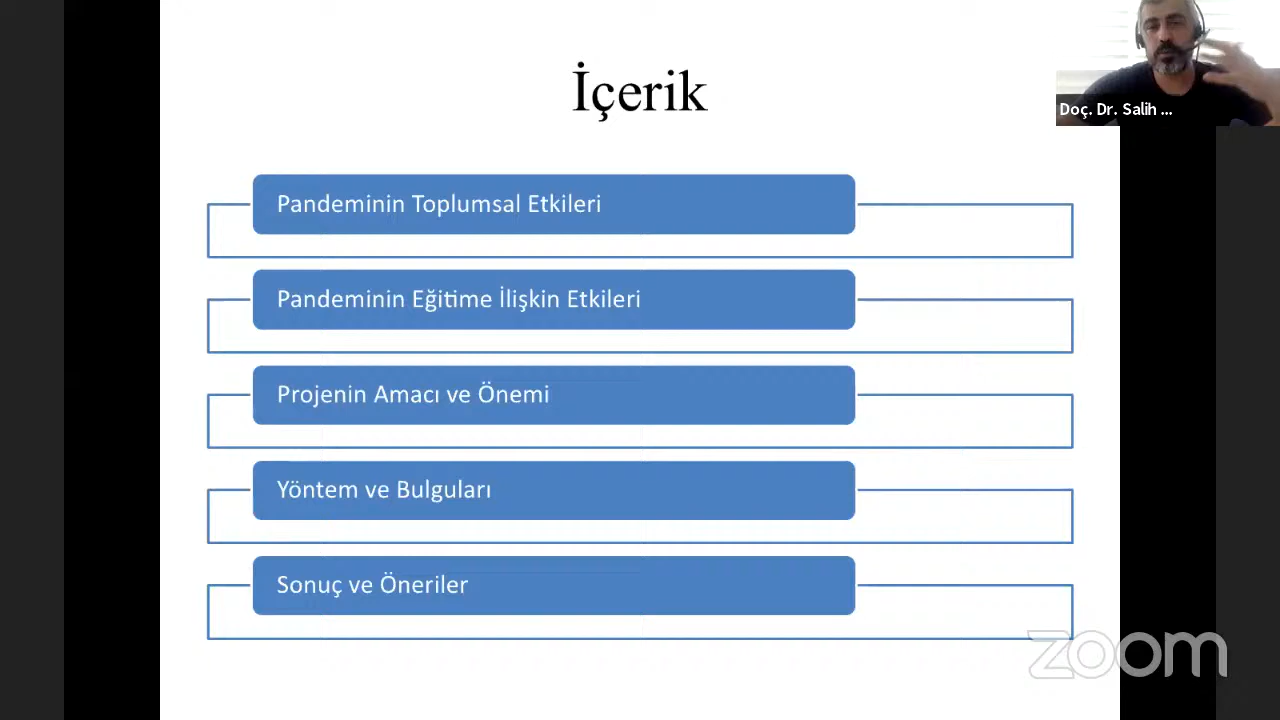 İçerik
Doç. Dr. Salih ...
Pandeminin Toplumsal Etkileri
Pandeminin Eğitime İlişkin Etkileri
Projenin Amacı ve Önemi
Yöntem ve Bulguları
Sonuç ve Öneriler
zoom